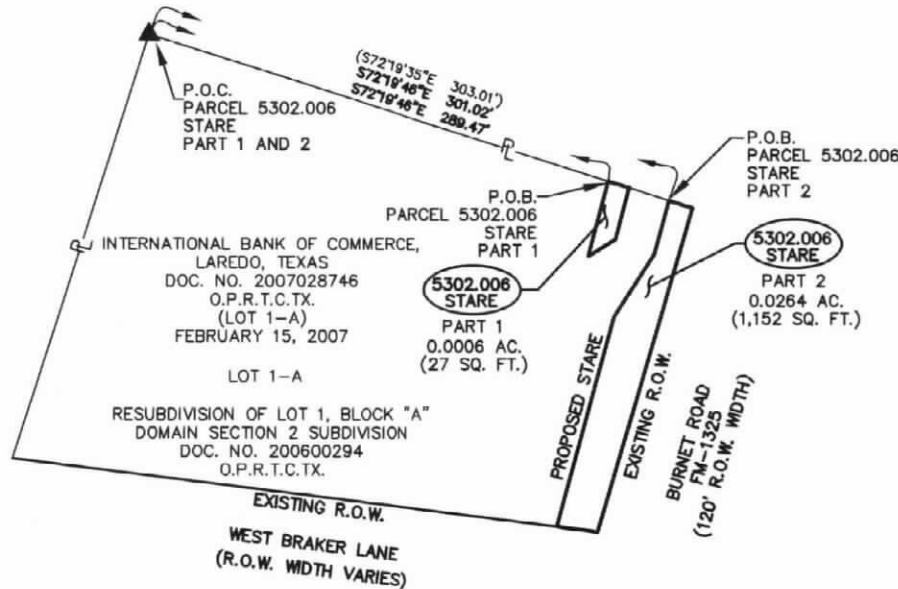 (S72°19'35"E 303.01')
S72°19'46"E 301.02'
S72°19'46"E 289.47'
P.O.C.
PARCEL 5302.006
STARE
PART 1 AND 2
P.O.B.
PARCEL 5302.006
STARE
PART 2
P.O.B.
PARCEL 5302.006
STARE
PART 1
INTERNATIONAL BANK OF COMMERCE,
LAREDO, TEXAS
DOC. NO. 2007028746
O.P.R.T.C.TX.
(LOT 1-A)
FEBRUARY 15, 2007
LOT 1-A
RESUBDIVISION OF LOT 1, BLOCK "A"
DOMAIN SECTION 2 SUBDIVISION
DOC. NO. 200600294
O.P.R.T.C.TX.
5302.006
STARE
PART 1
0.0006 AC.
(27 SQ. FT.)
5302.006
STARE
PART 2
0.0264 AC.
(1,152 SQ. FT.)
PROPOSED STARE
EXISTING R.O.W.
BURNET ROAD
FM-1325
(120' R.O.W. WIDTH)
EXISTING R.O.W.
WEST BRAKER LANE
(R.O.W. WIDTH VARIES)
PL
PL